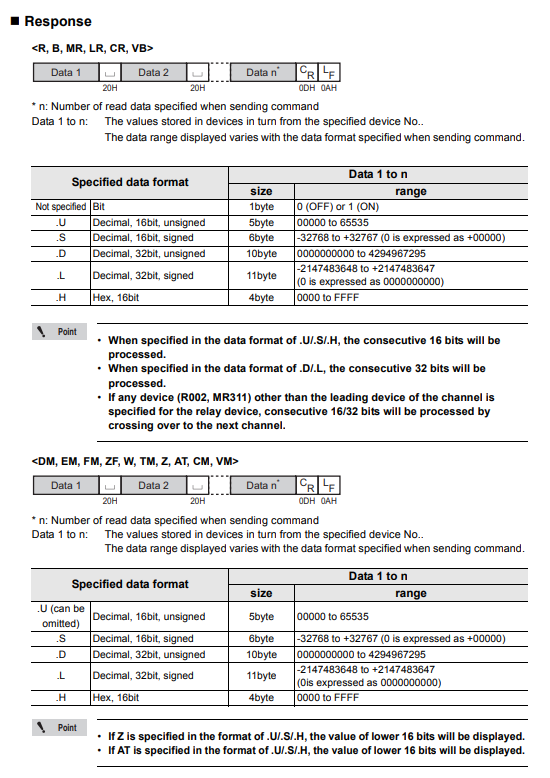 ■ Response
<R, B, MR, LR, CR, VB>
Data 1 ␣ Data 2 ␣ Data n* CR LF
20H 20H 0DH 0AH
* n: Number of read data specified when sending command
Data 1 to n: The values stored in devices in turn from the specified device No..
The data range displayed varies with the data format specified when sending command.
Specified data format Data 1 to n
size range
Not specified Bit 1byte 0 (OFF) or 1 (ON)
.U Decimal, 16bit, unsigned 5byte 00000 to 65535
.S Decimal, 16bit, signed 6byte -32768 to +32767 (0 is expressed as +00000)
.D Decimal, 32bit, unsigned 10byte 0000000000 to 4294967295
.L Decimal, 32bit, signed 11byte -2147483648 to +2147483647
(0 is expressed as 0000000000)
.H Hex, 16bit 4byte 0000 to FFFF
Point
• When specified in the data format of .U/.S/.H, the consecutive 16 bits will be
processed.
• When specified in the data format of .D/.L, the consecutive 32 bits will be
processed.
• If any device (R002, MR311) other than the leading device of the channel is
specified for the relay device, consecutive 16/32 bits will be processed by
crossing over to the next channel.
<DM, EM, FM, ZF, W, TM, Z, AT, CM, VM>
Data 1 ␣ Data 2 ␣ Data n* CR LF
20H 20H 0DH 0AH
* n: Number of read data specified when sending command
Data 1 to n: The values stored in devices in turn from the specified device No..
The data range displayed varies with the data format specified when sending command.
Specified data format Data 1 to n
size range
.U (can be
omitted) Decimal, 16bit, unsigned 5byte 00000 to 65535
.S Decimal, 16bit, signed 6byte -32768 to +32767 (0 is expressed as +00000)
.D Decimal, 32bit, unsigned 10byte 0000000000 to 4294967295
.L Decimal, 32bit, signed 11byte -2147483648 to +2147483647
(0is expressed as 0000000000)
.H Hex, 16bit 4byte 0000 to FFFF
Point
• If Z is specified in the format of .U/.S/.H, the value of lower 16 bits will be displayed.
• If AT is specified in the format of .U/.S/.H, the value of lower 16 bits will be displayed.